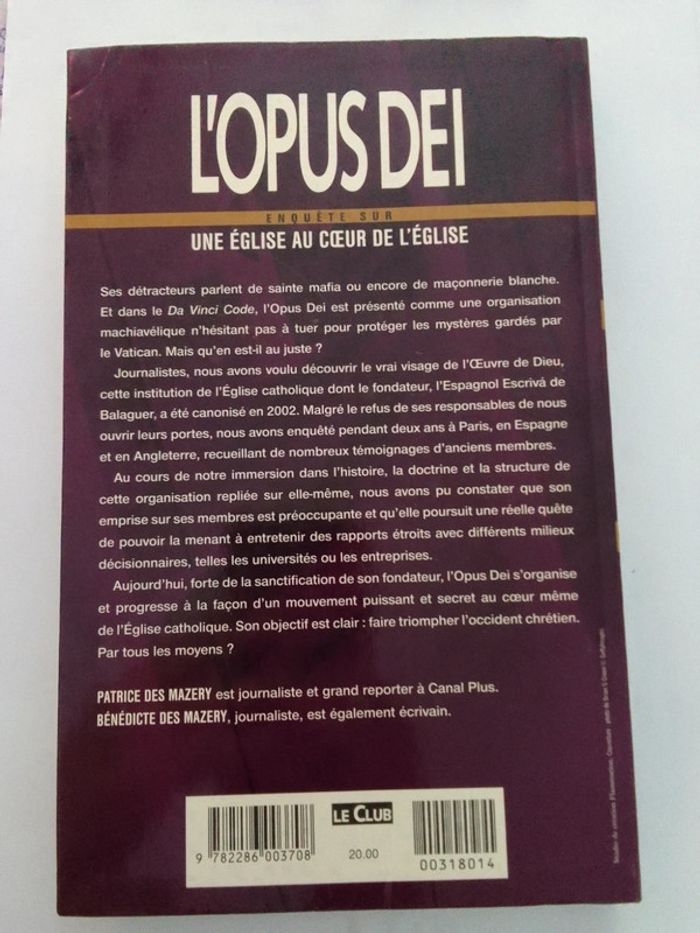 L'OPUS DEI
ENQUÊTE SUR
UNE ÉGLISE AU CŒUR DE L'ÉGLISE
Ses détracteurs parlent de sainte mafia ou encore de maçonnerie blanche.
Et dans le Da Vinci Code, l'Opus Dei est présenté comme une organisation
machiavélique n'hésitant pas à tuer pour protéger les mystères gardés par
le Vatican. Mais qu'en est-il au juste ?
Journalistes, nous avons voulu découvrir le vrai visage de l'Œuvre de Dieu,
cette institution de l'Église catholique dont le fondateur, l'Espagnol Escrivá de
Balaguer, a été canonisé en 2002. Malgré le refus de ses responsables de nous
ouvrir leurs portes, nous avons enquêté pendant deux ans à Paris, en Espagne
et en Angleterre, recueillant de nombreux témoignages d'anciens membres.
Au cours de notre immersion dans l'histoire, la doctrine et la structure de
cette organisation repliée sur elle-même, nous avons pu constater que son
emprise sur ses membres est préoccupante et qu'elle poursuit une réelle quête
de pouvoir la menant à entretenir des rapports étroits avec différents milieux
décisionnaires, telles les universités ou les entreprises.
Aujourd'hui, forte de la sanctification de son fondateur, l'Opus Dei s'organise
et progresse à la façon d'un mouvement puissant et secret au cœur même
de l'Église catholique. Son objectif est clair : faire triompher l'occident chrétien.
Par tous les moyens ?
PATRICE DES MAZERY est journaliste et grand reporter à Canal Plus.
BÉNÉDICTE DES MAZERY, journaliste, est également écrivain.
LE CLUB
9 782286 003708
20.00
00318014
Studio de création Flammarion. Couverture : photo de Brian